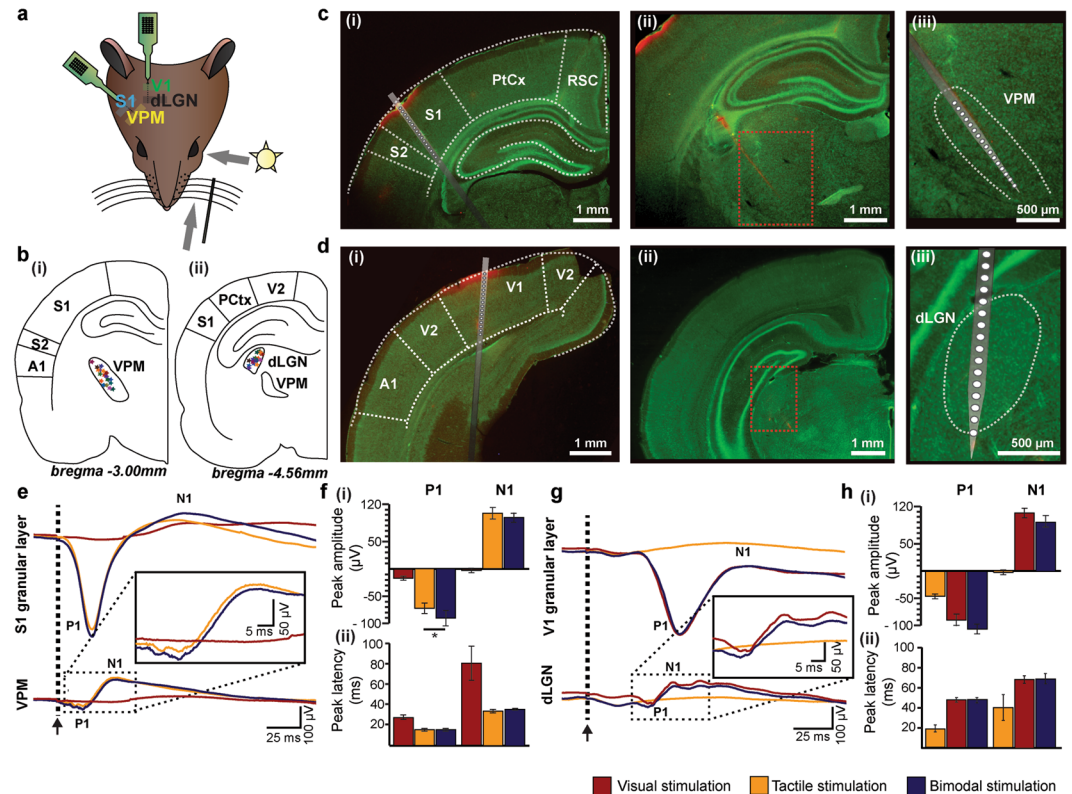 a
V1
S1
dLGN
VPM
b
(i)
(ii)
S1
S2
A1
VPM
bregma -3.00mm
PCtx
V2
S1
dLGN
VPM
bregma -4.56mm
c
(i)
PtCx
RSC
S1
S2
1 mm
(ii)
1 mm
(iii)
VPM
500 µm
d
(i)
V1
V2
V2
A1
1 mm
(ii)
1 mm
(iii)
dLGN
500 µm
e
N1
S1 granular layer
P1
5 ms
50 µV
N1
VPM
P1
25 ms
100 µV
f
(i)
P1
N1
Peak amplitude
(µV)
120
50
-50
- 100
*
(ii)
Peak latency
(ms)
100
80
60
40
20
g
V1 granular layer
N1
P1
5 ms
50 µV
N1
dLGN
P1
25 ms
100 µV
h
(i)
P1
N1
Peak amplitude
(µV)
120
50
-50
- 100
(ii)
Peak latency
(ms)
100
80
60
40
20
Visual stimulation
Tactile stimulation
Bimodal stimulation